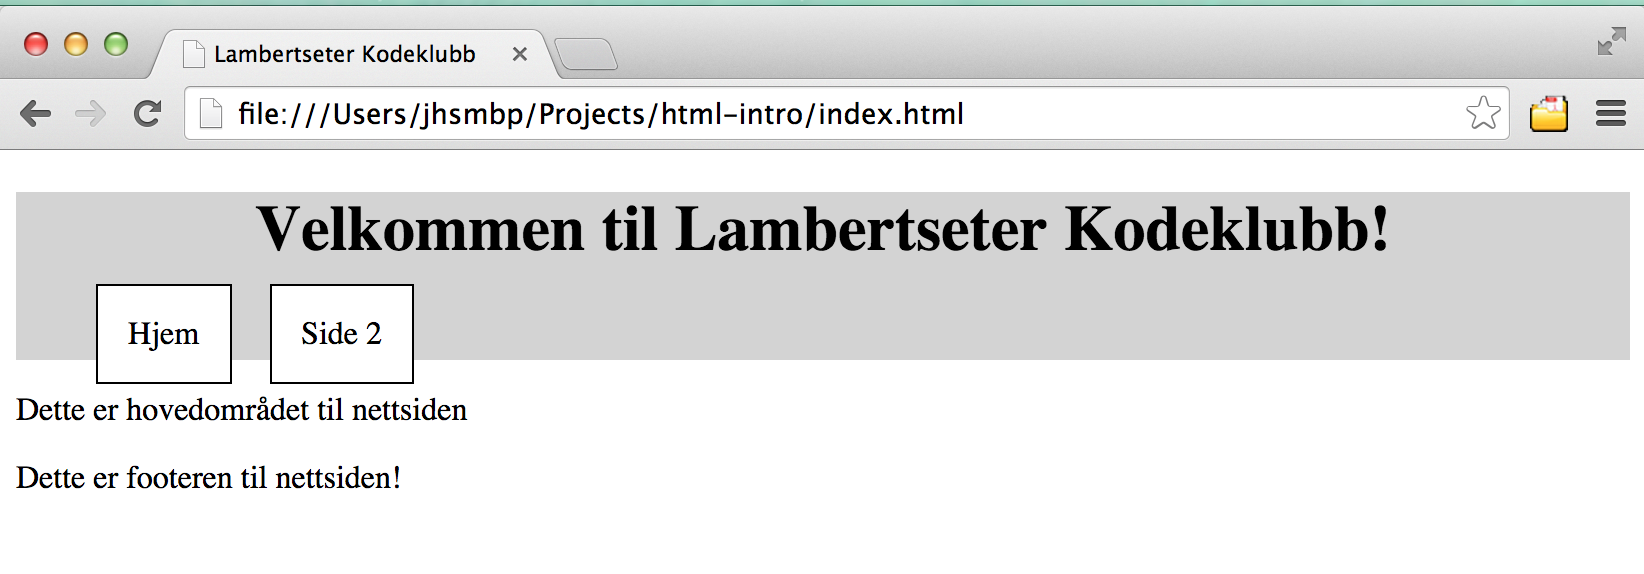 Lambertseter Kodeklubb
file:///Users/jhsmbp/Projects/html-intro/index.html
Velkommen til Lambertseter Kodeklubb!
Hjem Side 2
Dette er hovedområdet til nettsiden
Dette er footeren til nettsiden!